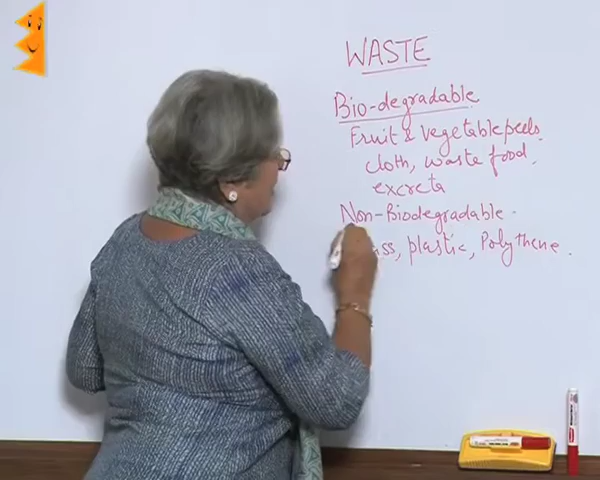 WASTE
Bio-degradable
Fruit & vegetable peels.
cloth, waste food,
excreta
Non-Biodegradable.
plastic, Polythene.